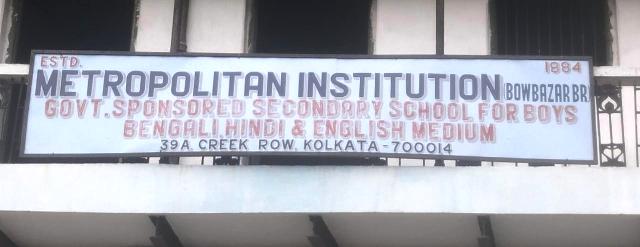 ESTD. 1884
METROPOLITAN INSTITUTION (BOWBAZAR BR)
GOVT. SPONSORED SECONDARY SCHOOL FOR BOYS
BENGALI, HINDI & ENGLISH MEDIUM
39A, CREEK ROW, KOLKATA-700014